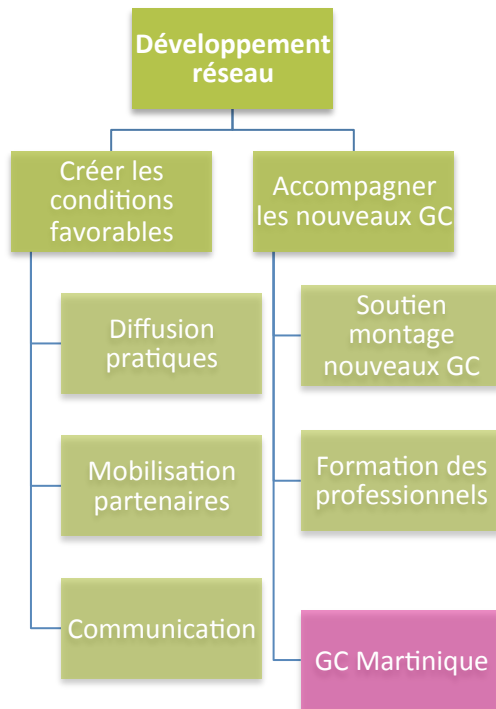 Développement
réseau
Créer les
conditions
favorables
Accompagner
les nouveaux GC
Diffusion
pratiques
Soutien
montage
nouveaux GC
Mobilisation
partenaires
Formation des
professionnels
Communication
GC Martinique